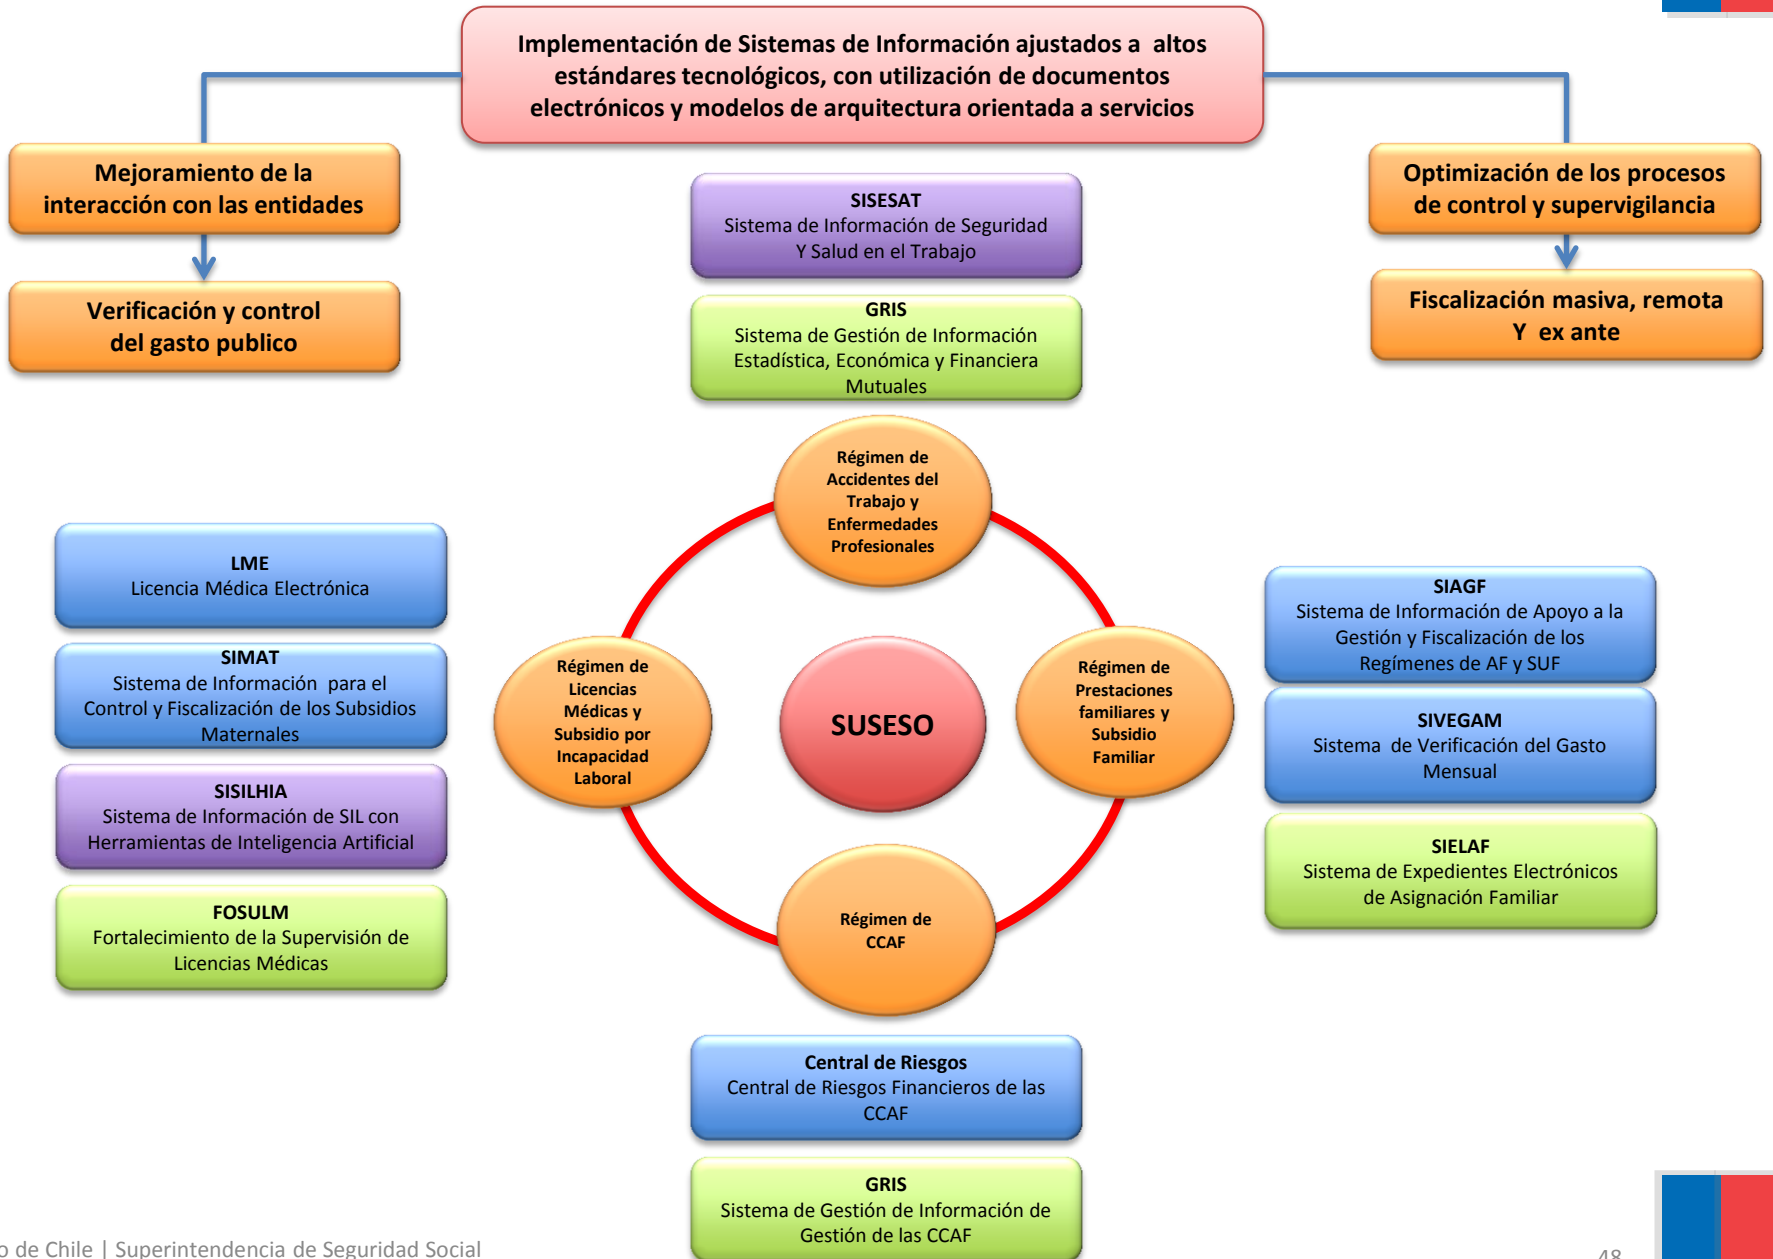 Implementación de Sistemas de Información ajustados a altos
estándares tecnológicos, con utilización de documentos
electrónicos y modelos de arquitectura orientada a servicios
Mejoramiento de la
interacción con las entidades
Verificación y control
del gasto publico
Optimización de los procesos
de control y supervigilancia
Fiscalización masiva, remota
Y ex ante
SISESAT
Sistema de Información de Seguridad
Y Salud en el Trabajo
GRIS
Sistema de Gestión de Información
Estadística, Económica y Financiera
Mutuales
Régimen de
Accidentes del
Trabajo y
Enfermedades
Profesionales
LME
Licencia Médica Electrónica
SIMAT
Sistema de Información para el
Control y Fiscalización de los Subsidios
Maternales
SISILHIA
Sistema de Información de SIL con
Herramientas de Inteligencia Artificial
FOSULM
Fortalecimiento de la Supervisión de
Licencias Médicas
Régimen de
Licencias
Médicas y
Subsidio por
Incapacidad
Laboral
SUSESO
Régimen de
Prestaciones
familiares y
Subsidio
Familiar
SIAGF
Sistema de Información de Apoyo a la
Gestión y Fiscalización de los
Regímenes de AF y SUF
SIVEGAM
Sistema de Verificación del Gasto
Mensual
SIELAF
Sistema de Expedientes Electrónicos
de Asignación Familiar
Régimen de
CCAF
Central de Riesgos
Central de Riesgos Financieros de las
CCAF
GRIS
Sistema de Gestión de Información de
Gestión de las CCAF
o de Chile | Superintendencia de Seguridad Social
48